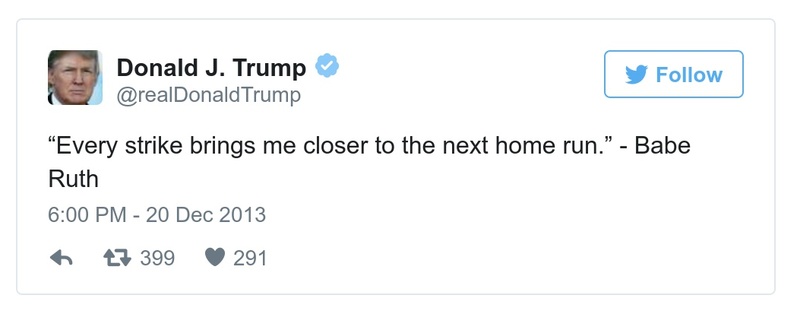 Donald J. Trump
Follow
@realDonaldTrump
“Every strike brings me closer to the next home run.” - Babe
Ruth
6:00 PM - 20 Dec 2013
399 291